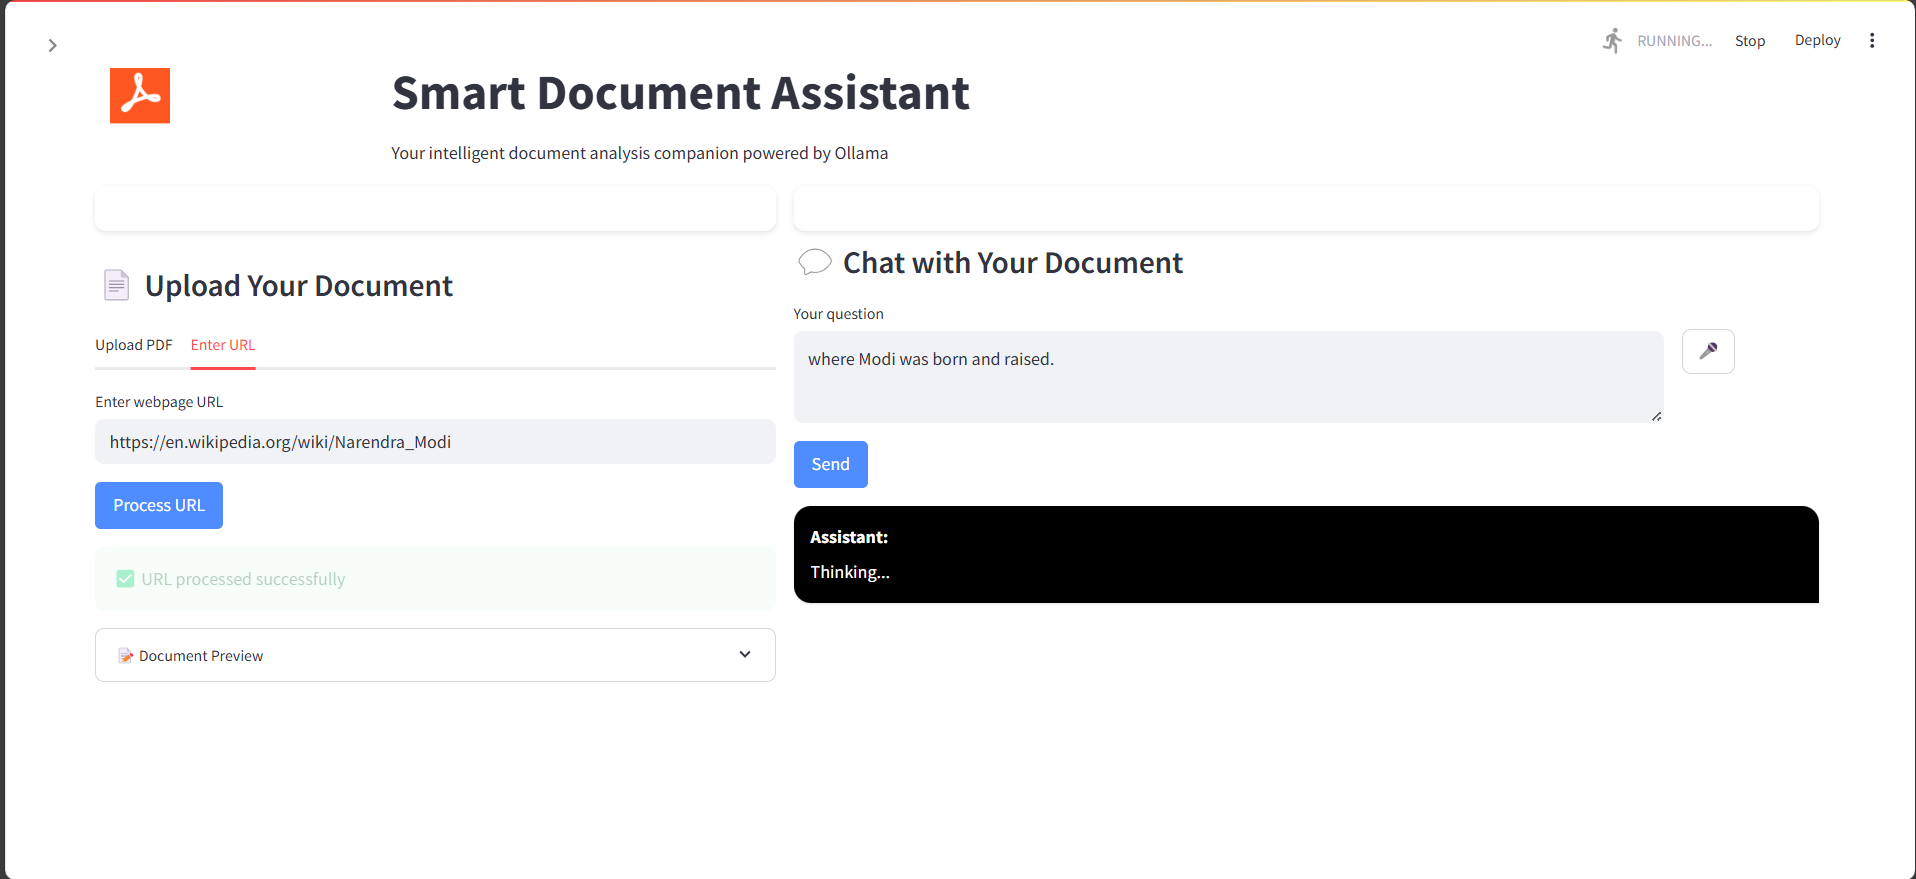 RUNNING...
Stop
Deploy
Smart Document Assistant
Your intelligent document analysis companion powered by Ollama
Upload Your Document
Upload PDF
Enter URL
Enter webpage URL
https://en.wikipedia.org/wiki/Narendra_Modi
Process URL
URL processed successfully
Document Preview
Chat with Your Document
Your question
where Modi was born and raised.
Send
Assistant:
Thinking...